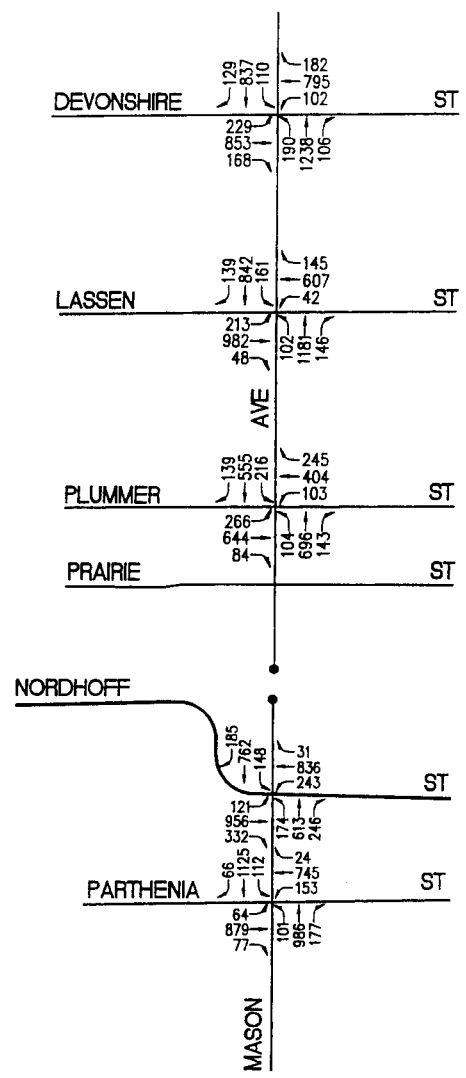 129 837 110
182
795
102
DEVONSHIRE ST
229
853
168
190 1238 106
139 842 161
145
607
42
LASSEN ST
213
982
48
102 1181 146
AVE
139 555 216
245
404
103
PLUMMER ST
266
644
84
104 696 143
PRAIRIE ST
NORDHOFF
185 762 148
31
836
243
ST
121
956
332
174 613 246
66 1125 112
24
745
153
PARTHENIA ST
64
879
77
101 986 177
MASON